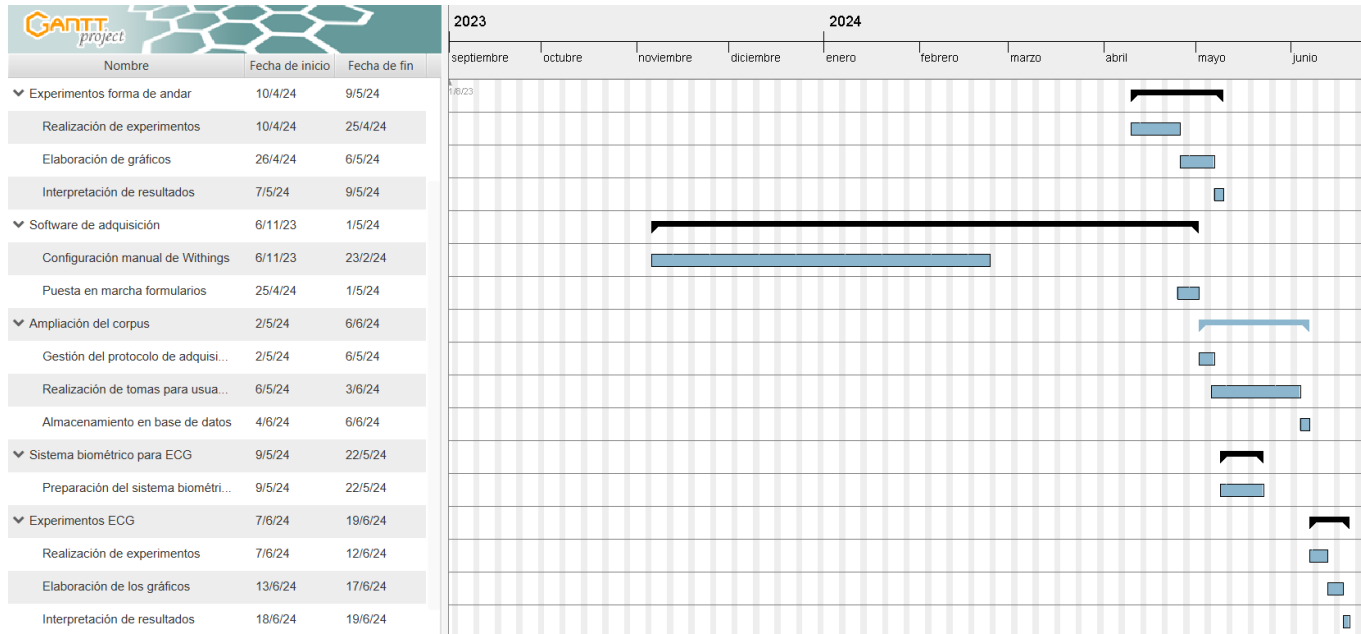 GANTT
project
2023 2024
Nombre Fecha de inicio Fecha de fin
septiembre octubre noviembre diciembre enero febrero marzo abril mayo junio
1/8/23
Experimentos forma de andar 10/4/24 9/5/24
Realización de experimentos 10/4/24 25/4/24
Elaboración de gráficos 26/4/24 6/5/24
Interpretación de resultados 7/5/24 9/5/24
Software de adquisición 6/11/23 1/5/24
Configuración manual de Withings 6/11/23 23/2/24
Puesta en marcha formularios 25/4/24 1/5/24
Ampliación del corpus 2/5/24 6/6/24
Gestión del protocolo de adquisi... 2/5/24 6/5/24
Realización de tomas para usua... 6/5/24 3/6/24
Almacenamiento en base de datos 4/6/24 6/6/24
Sistema biométrico para ECG 9/5/24 22/5/24
Preparación del sistema biométri... 9/5/24 22/5/24
Experimentos ECG 7/6/24 19/6/24
Realización de experimentos 7/6/24 12/6/24
Elaboración de los gráficos 13/6/24 17/6/24
Interpretación de resultados 18/6/24 19/6/24